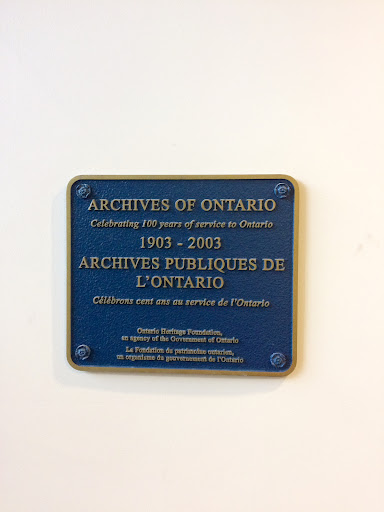 ARCHIVES OF ONTARIO
Celebrating 100 years of service to Ontario
1903 - 2003
ARCHIVES PUBLIQUES DE
L'ONTARIO
Célébrons cent ans au service de l'Ontario
Ontario Heritage Foundation,
an agency of the Government of Ontario
La Fondation du patrimoine ontarien,
un organisme du gouvernement de l'Ontario